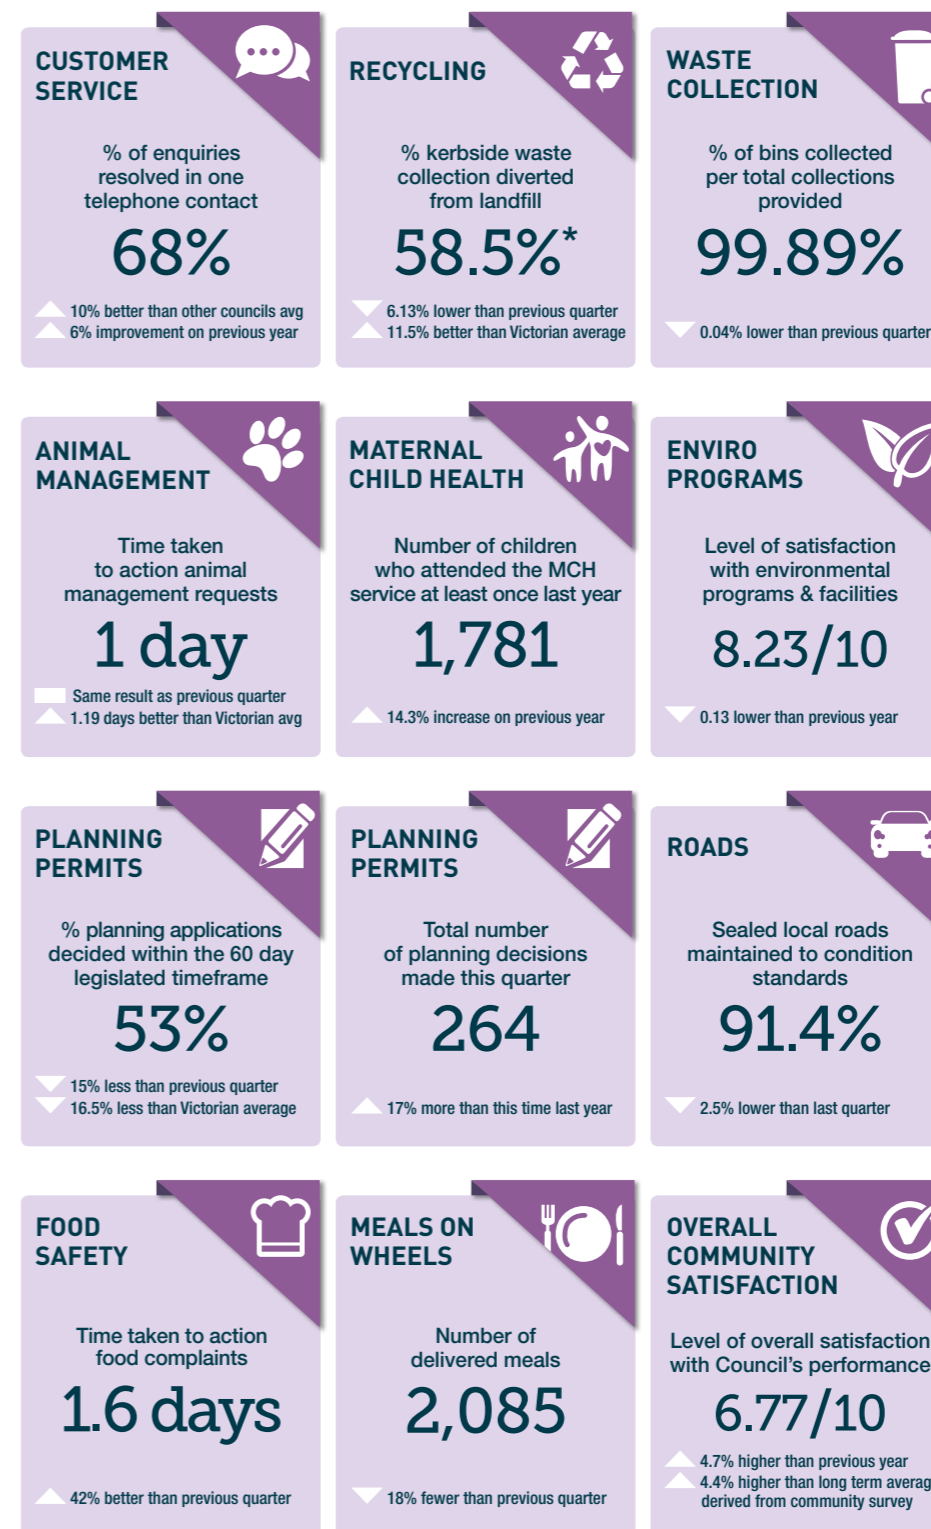 CUSTOMER
SERVICE
% of enquiries
resolved in one
telephone contact
68%
10% better than other councils avg
6% improvement on previous year
RECYCLING
% kerbside waste
collection diverted
from landfill
58.5%*
6.13% lower than previous quarter
11.5% better than Victorian average
WASTE
COLLECTION
% of bins collected
per total collections
provided
99.89%
0.04% lower than previous quarter
ANIMAL
MANAGEMENT
Time taken
to action animal
management requests
1 day
Same result as previous quarter
1.19 days better than Victorian avg
MATERNAL
CHILD HEALTH
Number of children
who attended the MCH
service at least once last year
1,781
14.3% increase on previous year
ENVIRO
PROGRAMS
Level of satisfaction
with environmental
programs & facilities
8.23/10
0.13 lower than previous year
PLANNING
PERMITS
% planning applications
decided within the 60 day
legislated timeframe
53%
15% less than previous quarter
16.5% less than Victorian average
PLANNING
PERMITS
Total number
of planning decisions
made this quarter
264
17% more than this time last year
ROADS
Sealed local roads
maintained to condition
standards
91.4%
2.5% lower than last quarter
FOOD
SAFETY
Time taken to action
food complaints
1.6 days
42% better than previous quarter
MEALS ON
WHEELS
Number of
delivered meals
2,085
18% fewer than previous quarter
OVERALL
COMMUNITY
SATISFACTION
Level of overall satisfaction
with Council's performance
6.77/10
4.7% higher than previous year
4.4% higher than long term averag
derived from community survey